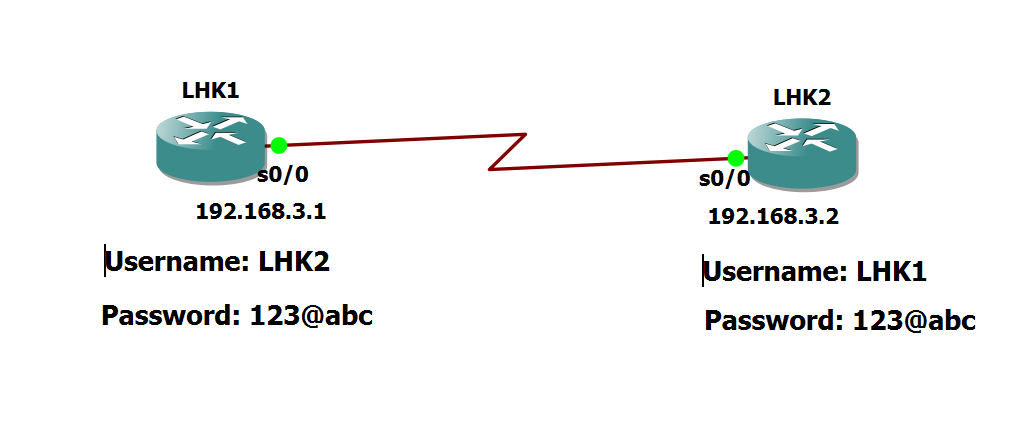 LHK1
s0/0
192.168.3.1
Username: LHK2
Password: 123@abc
LHK2
s0/0
192.168.3.2
Username: LHK1
Password: 123@abc